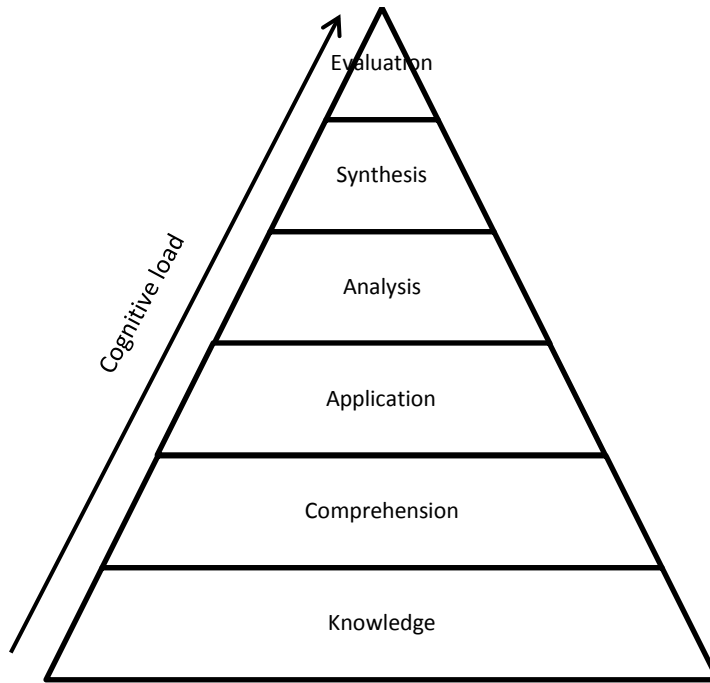 Evaluation
Synthesis
Analysis
Cognitive load
Application
Comprehension
Knowledge